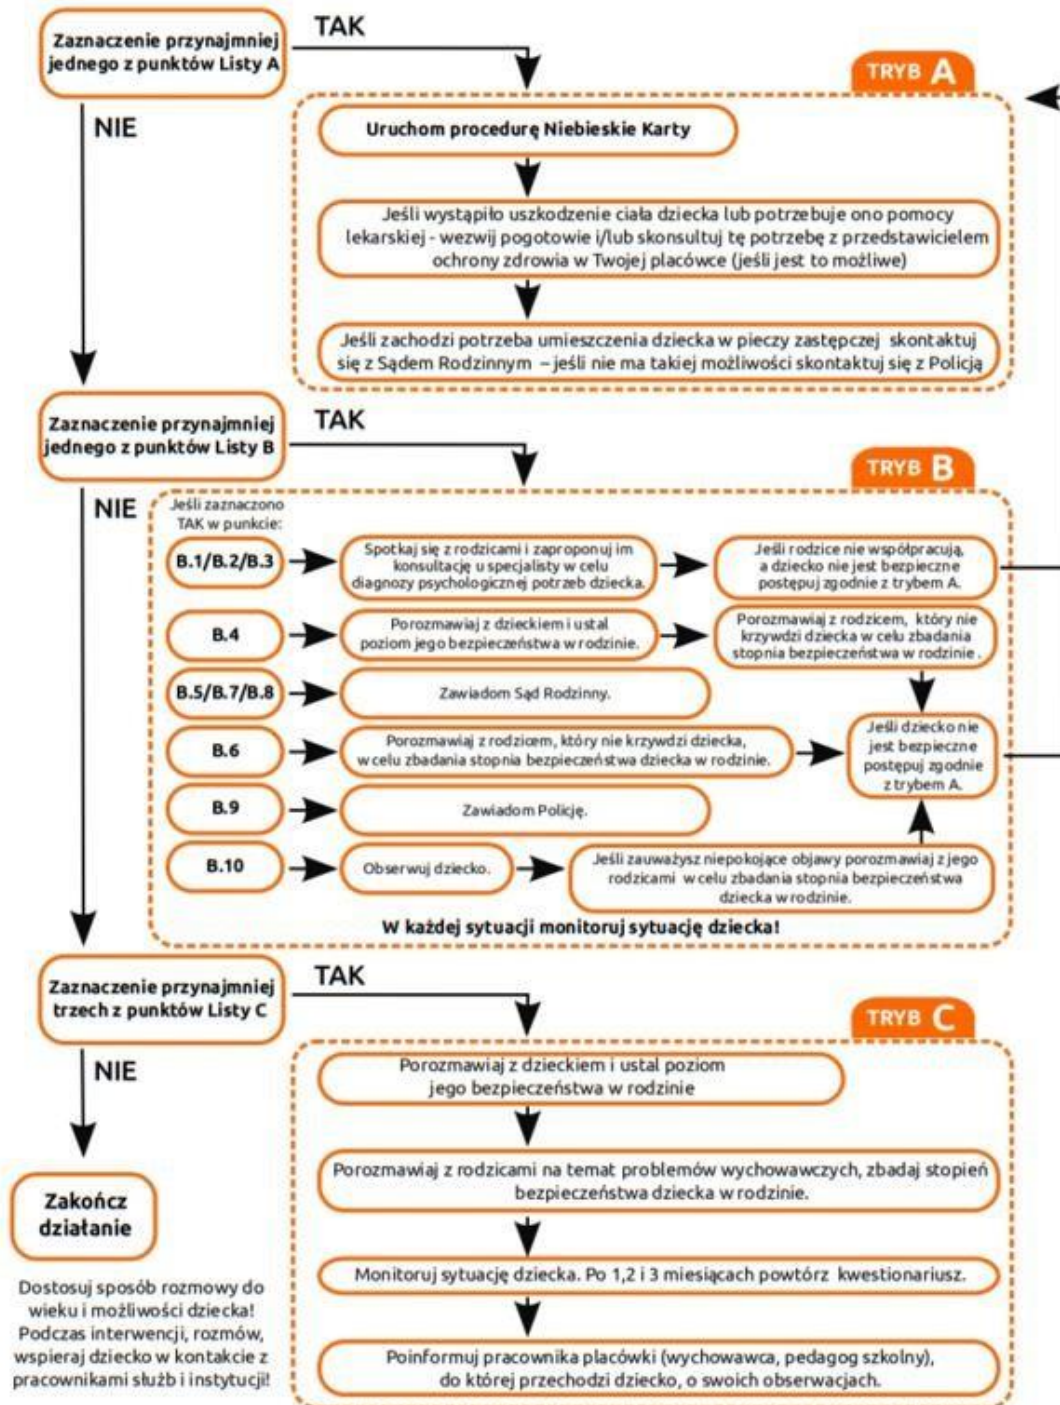 Zaznaczenie przynajmniej
jednego z punktów Listy A
TAK
NIE
TRYB A
Uruchom procedurę Niebieskie Karty
Jeśli wystąpiło uszkodzenie ciała dziecka lub potrzebuje ono pomocy
lekarskiej - wezwij pogotowie i/lub skonsultuj tę potrzebę z przedstawicielem
ochrony zdrowia w Twojej placówce (jeśli jest to możliwe)
Jeśli zachodzi potrzeba umieszczenia dziecka w pieczy zastępczej skontaktuj
się z Sądem Rodzinnym – jeśli nie ma takiej możliwości skontaktuj się z Policją
Zaznaczenie przynajmniej
jednego z punktów Listy B
TAK
NIE
TRYB B
Jeśli zaznaczono
TAK w punkcie:
B.1/B.2/B.3
Spotkaj się z rodzicami i zaproponuj im
konsultację u specjalisty w celu
diagnozy psychologicznej potrzeb dziecka.
Jeśli rodzice nie współpracują,
a dziecko nie jest bezpieczne
postępuj zgodnie z trybem A.
B.4
Porozmawiaj z dzieckiem i ustal
poziom jego bezpieczeństwa w rodzinie.
Porozmawiaj z rodzicem, który nie
krzywdzi dziecka w celu zbadania
stopnia bezpieczeństwa w rodzinie .
B.5/B.7/B.8
Zawiadom Sąd Rodzinny.
B.6
Porozmawiaj z rodzicem, który nie krzywdzi dziecka,
w celu zbadania stopnia bezpieczeństwa dziecka w rodzinie.
Jeśli dziecko nie
jest bezpieczne
postępuj zgodnie
z trybem A.
B.9
Zawiadom Policję.
B.10
Obserwuj dziecko.
Jeśli zauważysz niepokojące objawy porozmawiaj z jego
rodzicami w celu zbadania stopnia bezpieczeństwa
dziecka w rodzinie.
W każdej sytuacji monitoruj sytuację dziecka!
Zaznaczenie przynajmniej
trzech z punktów Listy C
TAK
NIE
TRYB C
Porozmawiaj z dzieckiem i ustal poziom
jego bezpieczeństwa w rodzinie
Porozmawiaj z rodzicami na temat problemów wychowawczych, zbadaj stopień
bezpieczeństwa dziecka w rodzinie.
Monitoruj sytuację dziecka. Po 1,2 i 3 miesiącach powtórz kwestionariusz.
Poinformuj pracownika placówki (wychowawca, pedagog szkolny),
do której przechodzi dziecko, o swoich obserwacjach.
Zakończ
działanie
Dostosuj sposób rozmowy do
wieku i możliwości dziecka!
Podczas interwencji, rozmów,
wspieraj dziecko w kontakcie z
pracownikami służb i instytucji!